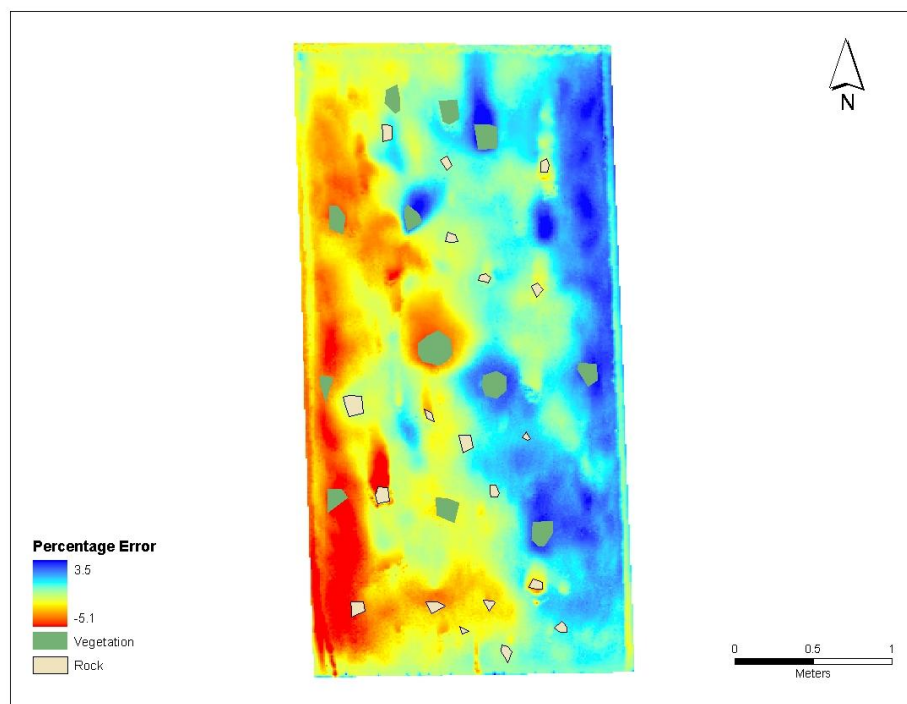 N
Percentage Error
3.5
-5.1
Vegetation
Rock
0 0.5 1
Meters